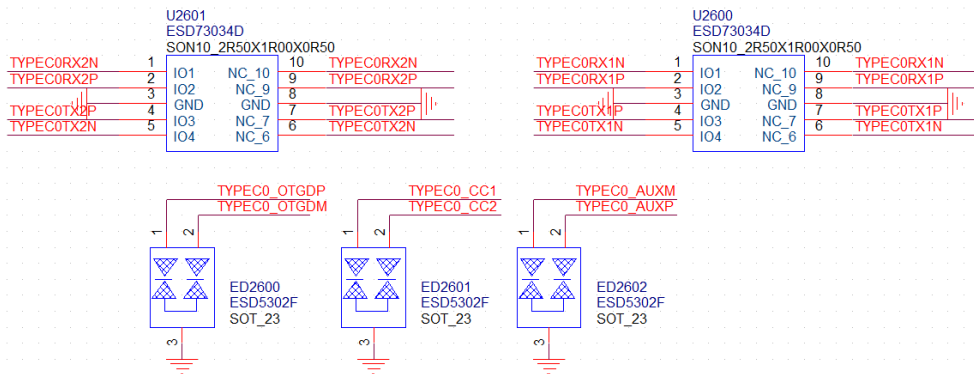 U2601
ESD73034D
SON10_2R50X1R00X0R50
TYPEC0RX2N 1 IO1 NC_10 10 TYPEC0RX2N
TYPEC0RX2P 2 IO2 NC_9 9 TYPEC0RX2P
3 GND GND 8
TYPEC0TX2P 4 IO3 NC_7 7 TYPEC0TX2P
TYPEC0TX2N 5 IO4 NC_6 6 TYPEC0TX2N
U2600
ESD73034D
SON10_2R50X1R00X0R50
TYPEC0RX1N 1 IO1 NC_10 10 TYPEC0RX1N
TYPEC0RX1P 2 IO2 NC_9 9 TYPEC0RX1P
3 GND GND 8
TYPEC0TX1P 4 IO3 NC_7 7 TYPEC0TX1P
TYPEC0TX1N 5 IO4 NC_6 6 TYPEC0TX1N
TYPEC0_OTGDP
TYPEC0_OTGDM
1 2
ED2600
ESD5302F
SOT_23
3
TYPEC0_CC1
TYPEC0_CC2
1 2
ED2601
ESD5302F
SOT_23
3
TYPEC0_AUXM
TYPEC0_AUXP
1 2
ED2602
ESD5302F
SOT_23
3